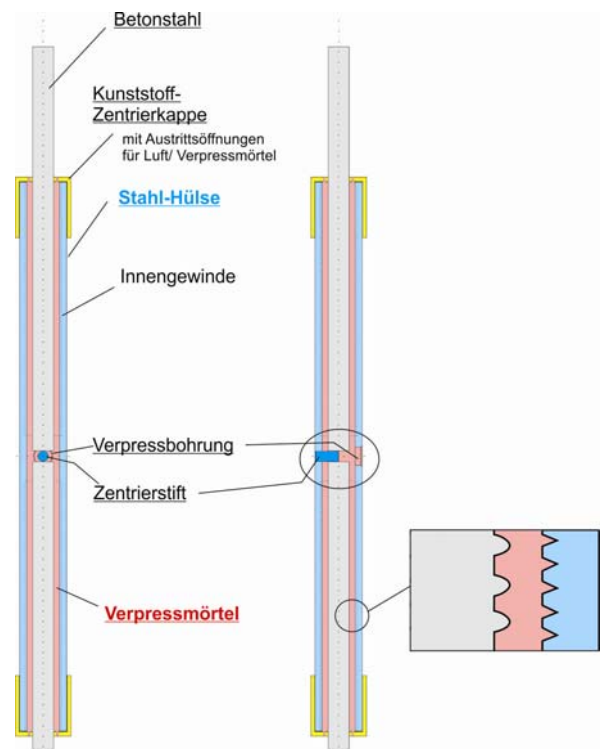 Betonstahl
Kunststoff-
Zentrierkappe
mit Austrittsöffnungen
für Luft/ Verpressmörtel
Stahl-Hülse
Innengewinde
Verpressbohrung
Zentrierstift
Verpressmörtel